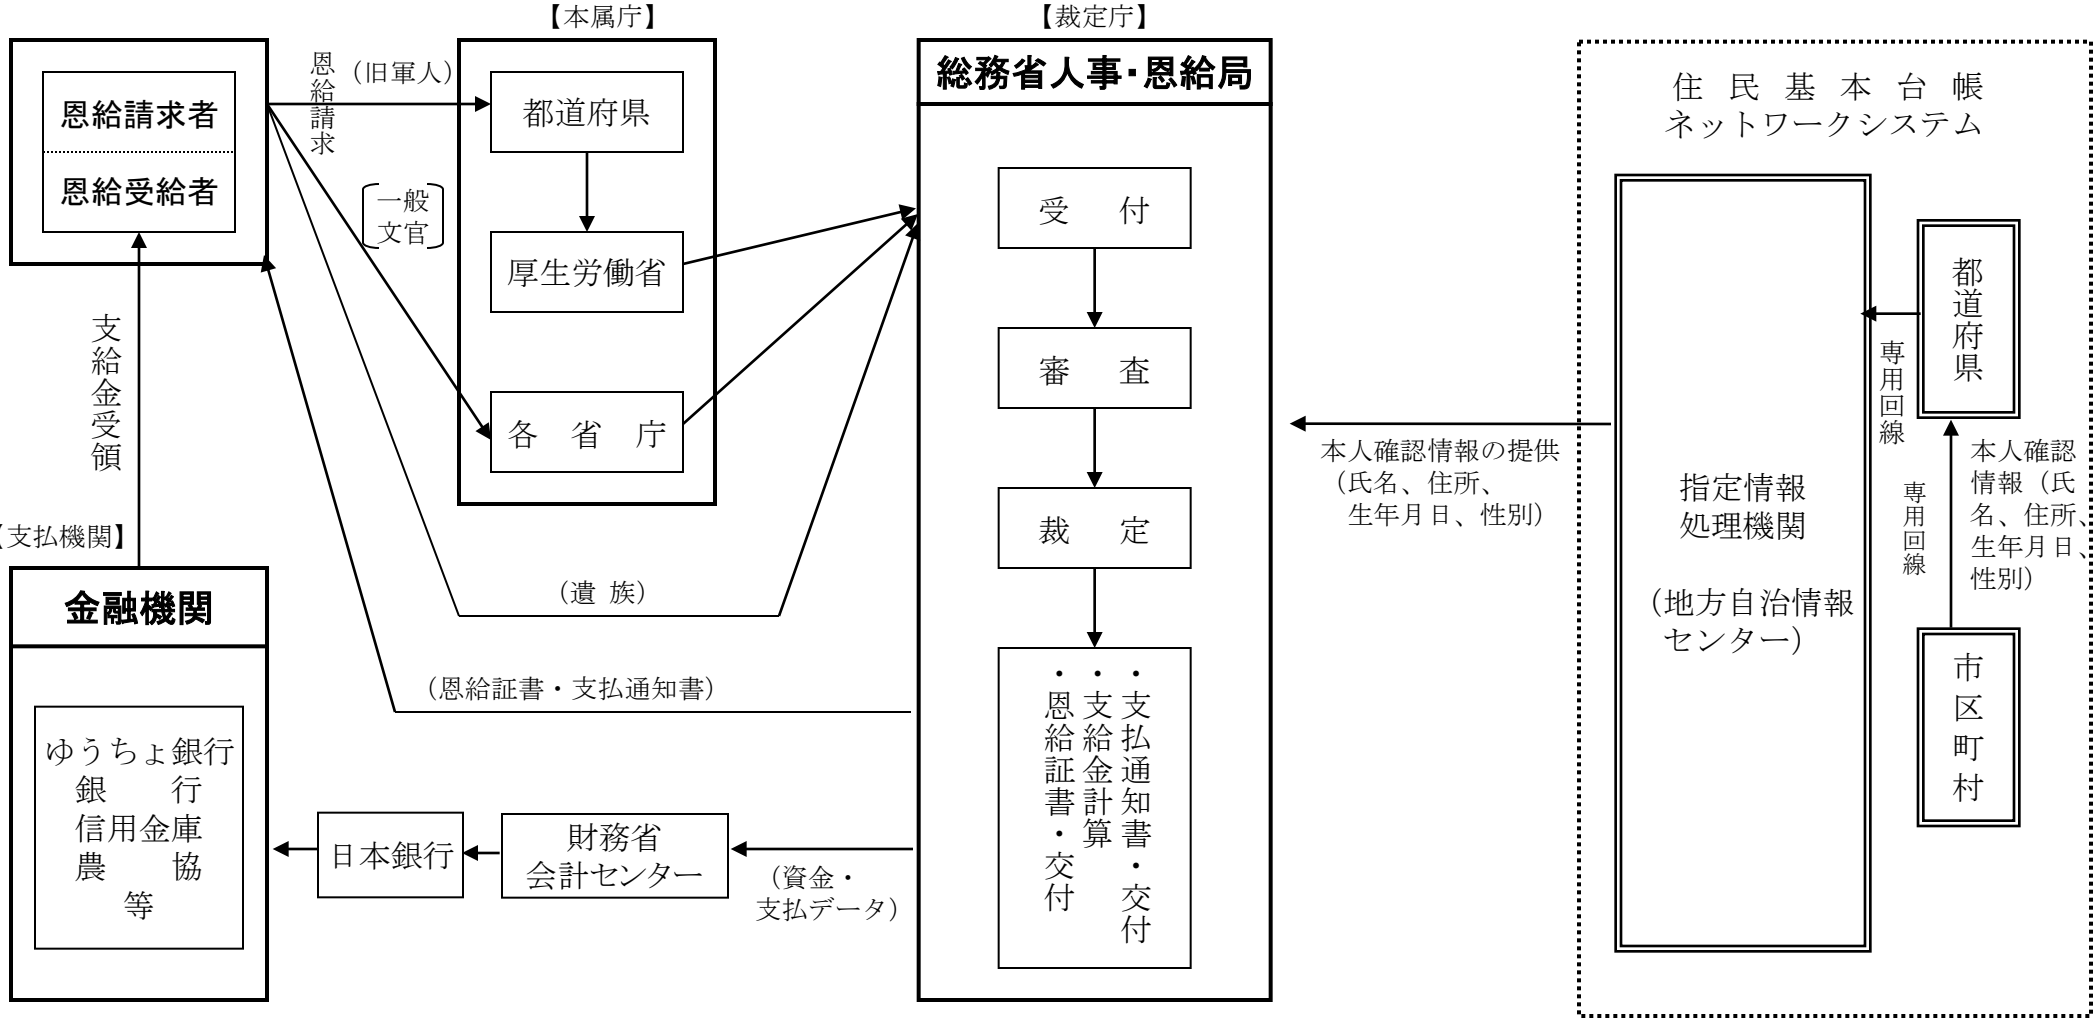 【本属庁】
【裁定庁】
恩給請求者
恩給受給者
恩給請求
（旧軍人）
一般
文官
都道府県
厚生労働省
各　省　庁
総務省人事・恩給局
受　付
審　査
裁　定
・支払通知書・交付
・支給金計算
・恩給証書・交付
住民基本台帳
ネットワークシステム
指定情報
処理機関
（地方自治情報
センター）
都道府県
専用回線
本人確認
情報（氏
名、住所、
生年月日、
性別）
専用回線
市区町村
本人確認情報の提供
（氏名、住所、
生年月日、性別）
支給金受領
【支払機関】
金融機関
ゆうちょ銀行
銀　　行
信用金庫
農　　協
等
（遺 族）
（恩給証書・支払通知書）
日本銀行
財務省
会計センター
（資金・
支払データ）